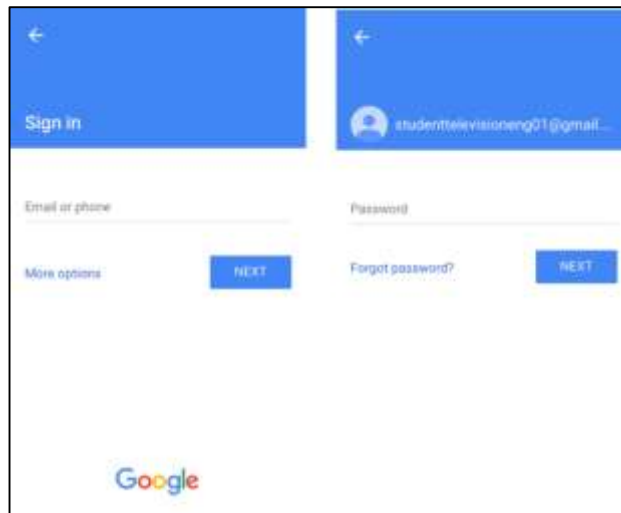 Sign in
Email or phone
More options
NEXT
Google
studenttelevisioneng01@gmail...
Password
Forgot password?
NEXT